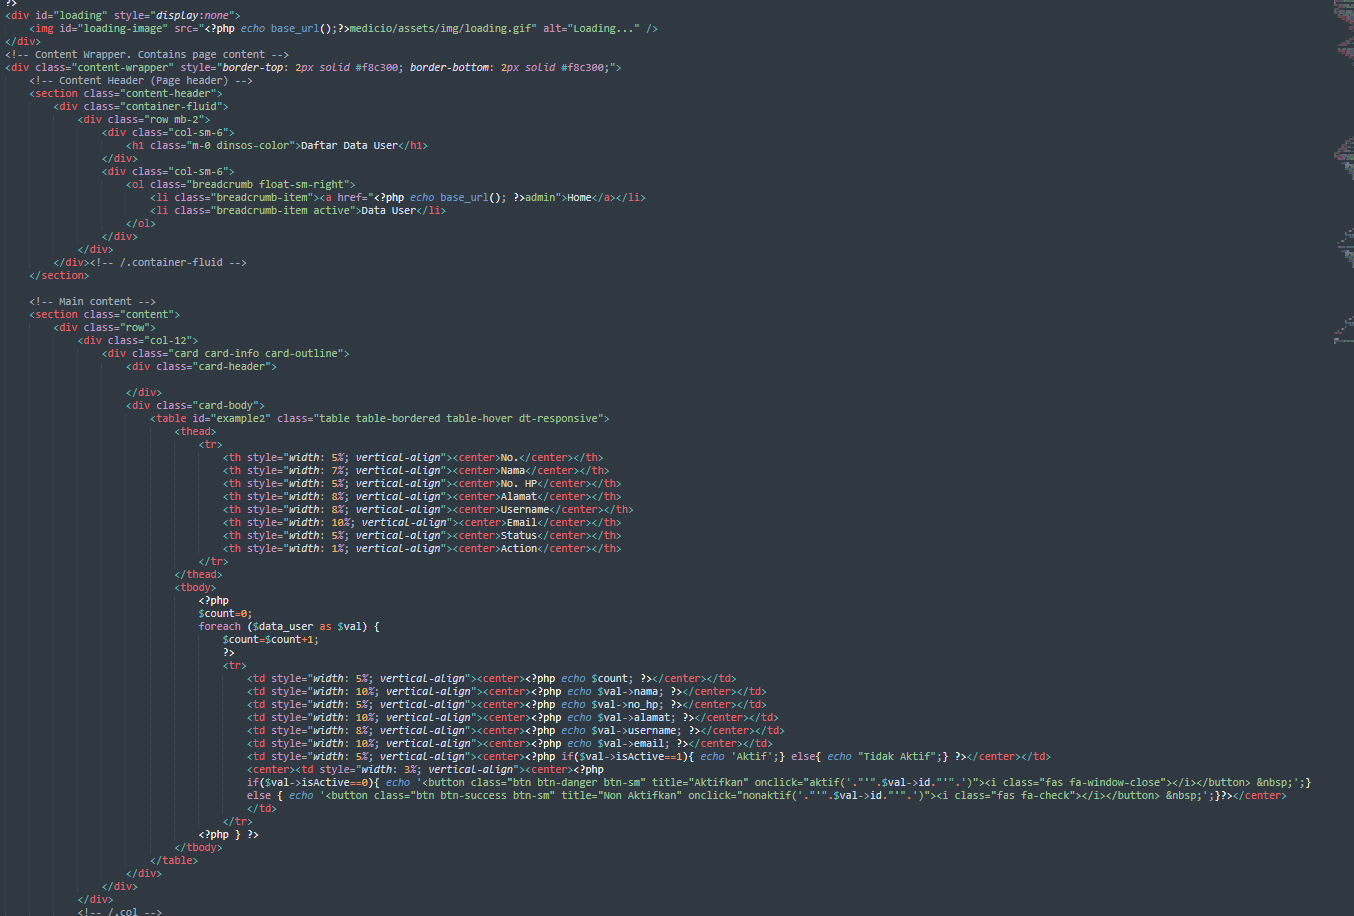 ?>
<div id="loading" style="display:none">
<img id="loading-image" src="<?php echo base_url();?>medicio/assets/img/loading.gif" alt="Loading..." />
</div>
<!-- Content Wrapper. Contains page content -->
<div class="content-wrapper" style="border-top: 2px solid #f8c300; border-bottom: 2px solid #f8c300;">
<!-- Content Header (Page header) -->
<section class="content-header">
<div class="container-fluid">
<div class="row mb-2">
<div class="col-sm-6">
<h1 class="m-0 dinsos-color">Daftar Data User</h1>
</div>
<div class="col-sm-6">
<ol class="breadcrumb float-sm-right">
<li class="breadcrumb-item"><a href="<?php echo base_url(); ?>admin">Home</a></li>
<li class="breadcrumb-item active">Data User</li>
</ol>
</div>
</div>
</div><!-- /.container-fluid -->
</section>
<!-- Main content -->
<section class="content">
<div class="row">
<div class="col-12">
<div class="card card-info card-outline">
<div class="card-header">
</div>
<div class="card-body">
<table id="example2" class="table table-bordered table-hover dt-responsive">
<thead>
<tr>
<th style="width: 5%; vertical-align"><center>No.</center></th>
<th style="width: 7%; vertical-align"><center>Nama</center></th>
<th style="width: 5%; vertical-align"><center>No. HP</center></th>
<th style="width: 8%; vertical-align"><center>Alamat</center></th>
<th style="width: 8%; vertical-align"><center>Username</center></th>
<th style="width: 10%; vertical-align"><center>Email</center></th>
<th style="width: 5%; vertical-align"><center>Status</center></th>
<th style="width: 1%; vertical-align"><center>Action</center></th>
</tr>
</thead>
<tbody>
<?php
$count=0;
foreach ($data_user as $val) {
$count=$count+1;
?>
<tr>
<td style="width: 5%; vertical-align"><center><?php echo $count; ?></center></td>
<td style="width: 10%; vertical-align"><center><?php echo $val->nama; ?></center></td>
<td style="width: 5%; vertical-align"><center><?php echo $val->no_hp; ?></center></td>
<td style="width: 10%; vertical-align"><center><?php echo $val->alamat; ?></center></td>
<td style="width: 8%; vertical-align"><center><?php echo $val->username; ?></center></td>
<td style="width: 10%; vertical-align"><center><?php echo $val->email; ?></center></td>
<td style="width: 5%; vertical-align"><center><?php if($val->isActive==1){ echo 'Aktif';} else{ echo "Tidak Aktif";} ?></center></td>
<center><td style="width: 3%; vertical-align"><center><?php
if($val->isActive==0){ echo '<button class="btn btn-danger btn-sm" title="Aktifkan" onclick="aktif('."'".$val->id."'".')"><i class="fas fa-window-close"></i></button> &nbsp;';}
else { echo '<button class="btn btn-success btn-sm" title="Non Aktifkan" onclick="nonaktif('."'".$val->id."'".')"><i class="fas fa-check"></i></button> &nbsp;';}?></center>
</td>
</tr>
<?php } ?>
</tbody>
</table>
</div>
</div>
</div>
<!-- /.col -->